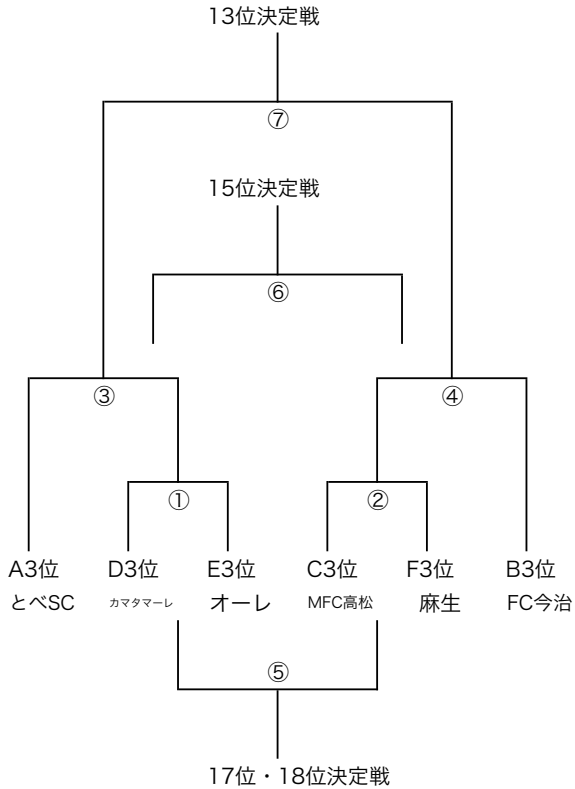 13位決定戦
⑦
15位決定戦
⑥
③ ④
① ②
A3位 D3位 E3位 C3位 F3位 B3位
とべSC カマタマーレ オーレ MFC高松 麻生 FC今治
⑤
17位・18位決定戦